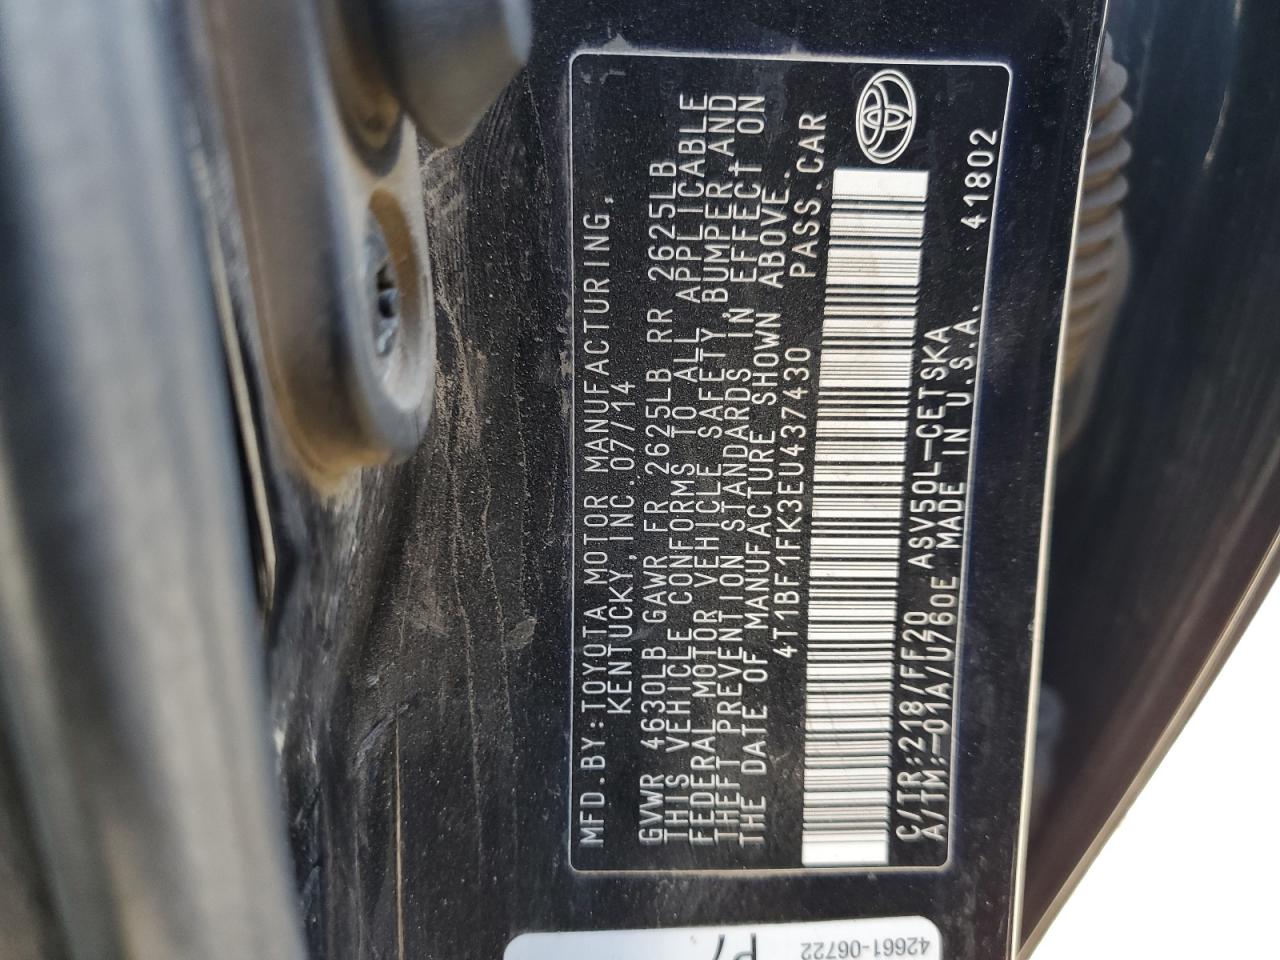 MFD.BY:TOYOTA MOTOR MANUFACTURING,
KENTUCKY,INC.07/14
GVWR 4630LB GAWR FR 2625LB RR 2625LB
THIS VEHICLE CONFORMS TO ALL APPLICABLE
FEDERAL MOTOR VEHICLE SAFETY,BUMPER,AND
THEFT PREVENTION STANDARDS IN EFFECT ON
THE DATE OF MANUFACTURE SHOWN ABOVE.
4T1BF1FK3EU437430 PASS.CAR
C/TR:218/FF20 ASV50L-CETSKA
A/TM:-01A/U760E MADE IN U.S.A. 41802
42661-06722